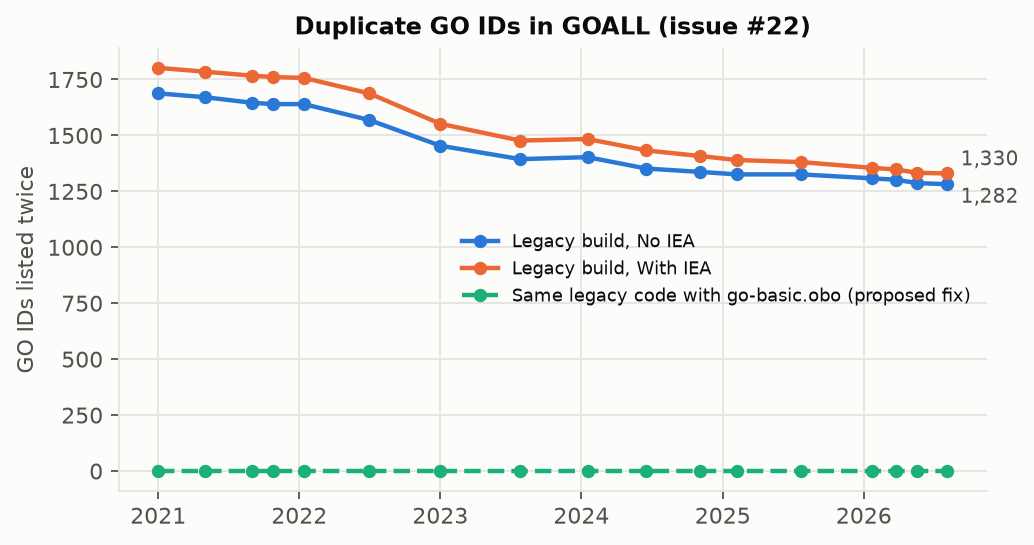 Duplicate GO IDs in GOALL (issue #22)
GO IDs listed twice
1750
1500
1250
1000
750
500
250
0
1,330
1,282
Legacy build, No IEA
Legacy build, With IEA
Same legacy code with go-basic.obo (proposed fix)
2021 2022 2023 2024 2025 2026